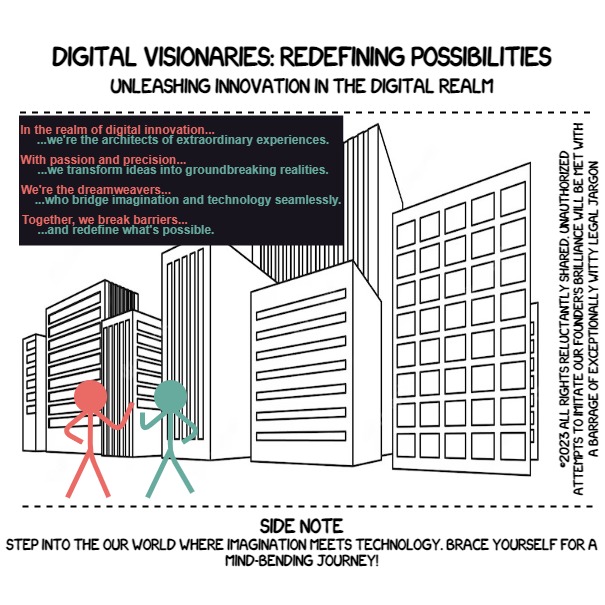 DIGITAL VISIONARIES: REDEFINING POSSIBILITIES
UNLEASHING INNOVATION IN THE DIGITAL REALM
In the realm of digital innovation...
...we're the architects of extraordinary experiences.
With passion and precision...
...we transform ideas into groundbreaking realities.
We're the dreamweavers...
...who bridge imagination and technology seamlessly.
Together, we break barriers...
...and redefine what's possible.
©2023 ALL RIGHTS RELUCTANTLY SHARED. UNAUTHORIZED
ATTEMPTS TO IMITATE OUR FOUNDER'S BRILLIANCE WILL BE MET WITH
A BARRAGE OF EXCEPTIONALLY WITTY LEGAL JARGON
SIDE NOTE
STEP INTO THE OUR WORLD WHERE IMAGINATION MEETS TECHNOLOGY. BRACE YOURSELF FOR A
MIND-BENDING JOURNEY!